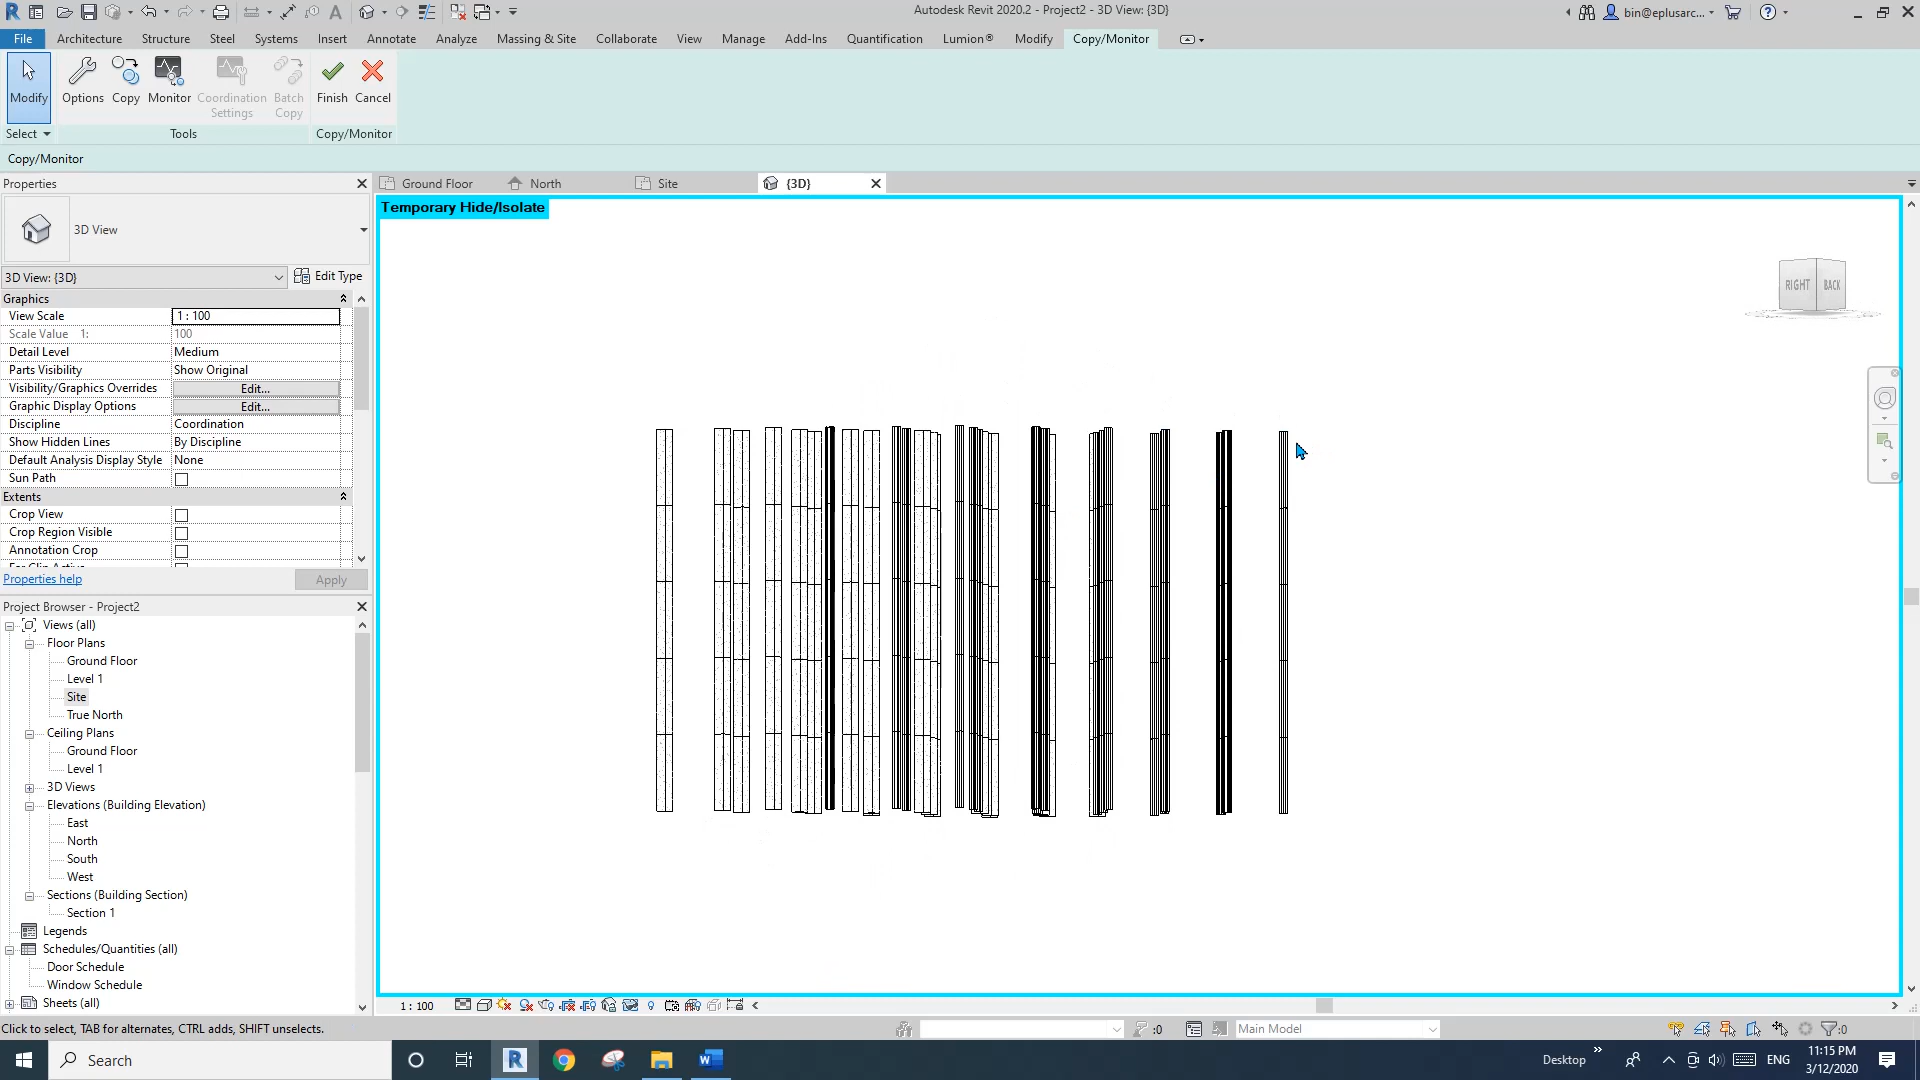 Autodesk Revit 2020.2 - Project2 - 3D View: {3D}
bin@eplusarc...
File Architecture Structure Steel Systems Insert Annotate Analyze Massing & Site Collaborate View Manage Add-Ins Quantification Lumion® Modify Copy/Monitor
Modify Options Copy Monitor Coordination Settings Batch Copy Finish Cancel
Select Tools Copy/Monitor
Copy/Monitor
Properties
Ground Floor North Site {3D}
Temporary Hide/Isolate
3D View
3D View: {3D} Edit Type
Graphics
View Scale 1 : 100
Scale Value 1: 100
Detail Level Medium
Parts Visibility Show Original
Visibility/Graphics Overrides Edit...
Graphic Display Options Edit...
Discipline Coordination
Show Hidden Lines By Discipline
Default Analysis Display Style None
Sun Path
Extents
Crop View
Crop Region Visible
Annotation Crop
Properties help Apply
RIGHT BACK
Project Browser - Project2
Views (all)
Floor Plans
Ground Floor
Level 1
Site
True North
Ceiling Plans
Ground Floor
Level 1
3D Views
Elevations (Building Elevation)
East
North
South
West
Sections (Building Section)
Section 1
Legends
Schedules/Quantities (all)
Door Schedule
Window Schedule
Sheets (all)
1 : 100
Click to select, TAB for alternates, CTRL adds, SHIFT unselects.
:0
Main Model
:0
Search
Desktop
ENG
11:15 PM
3/12/2020